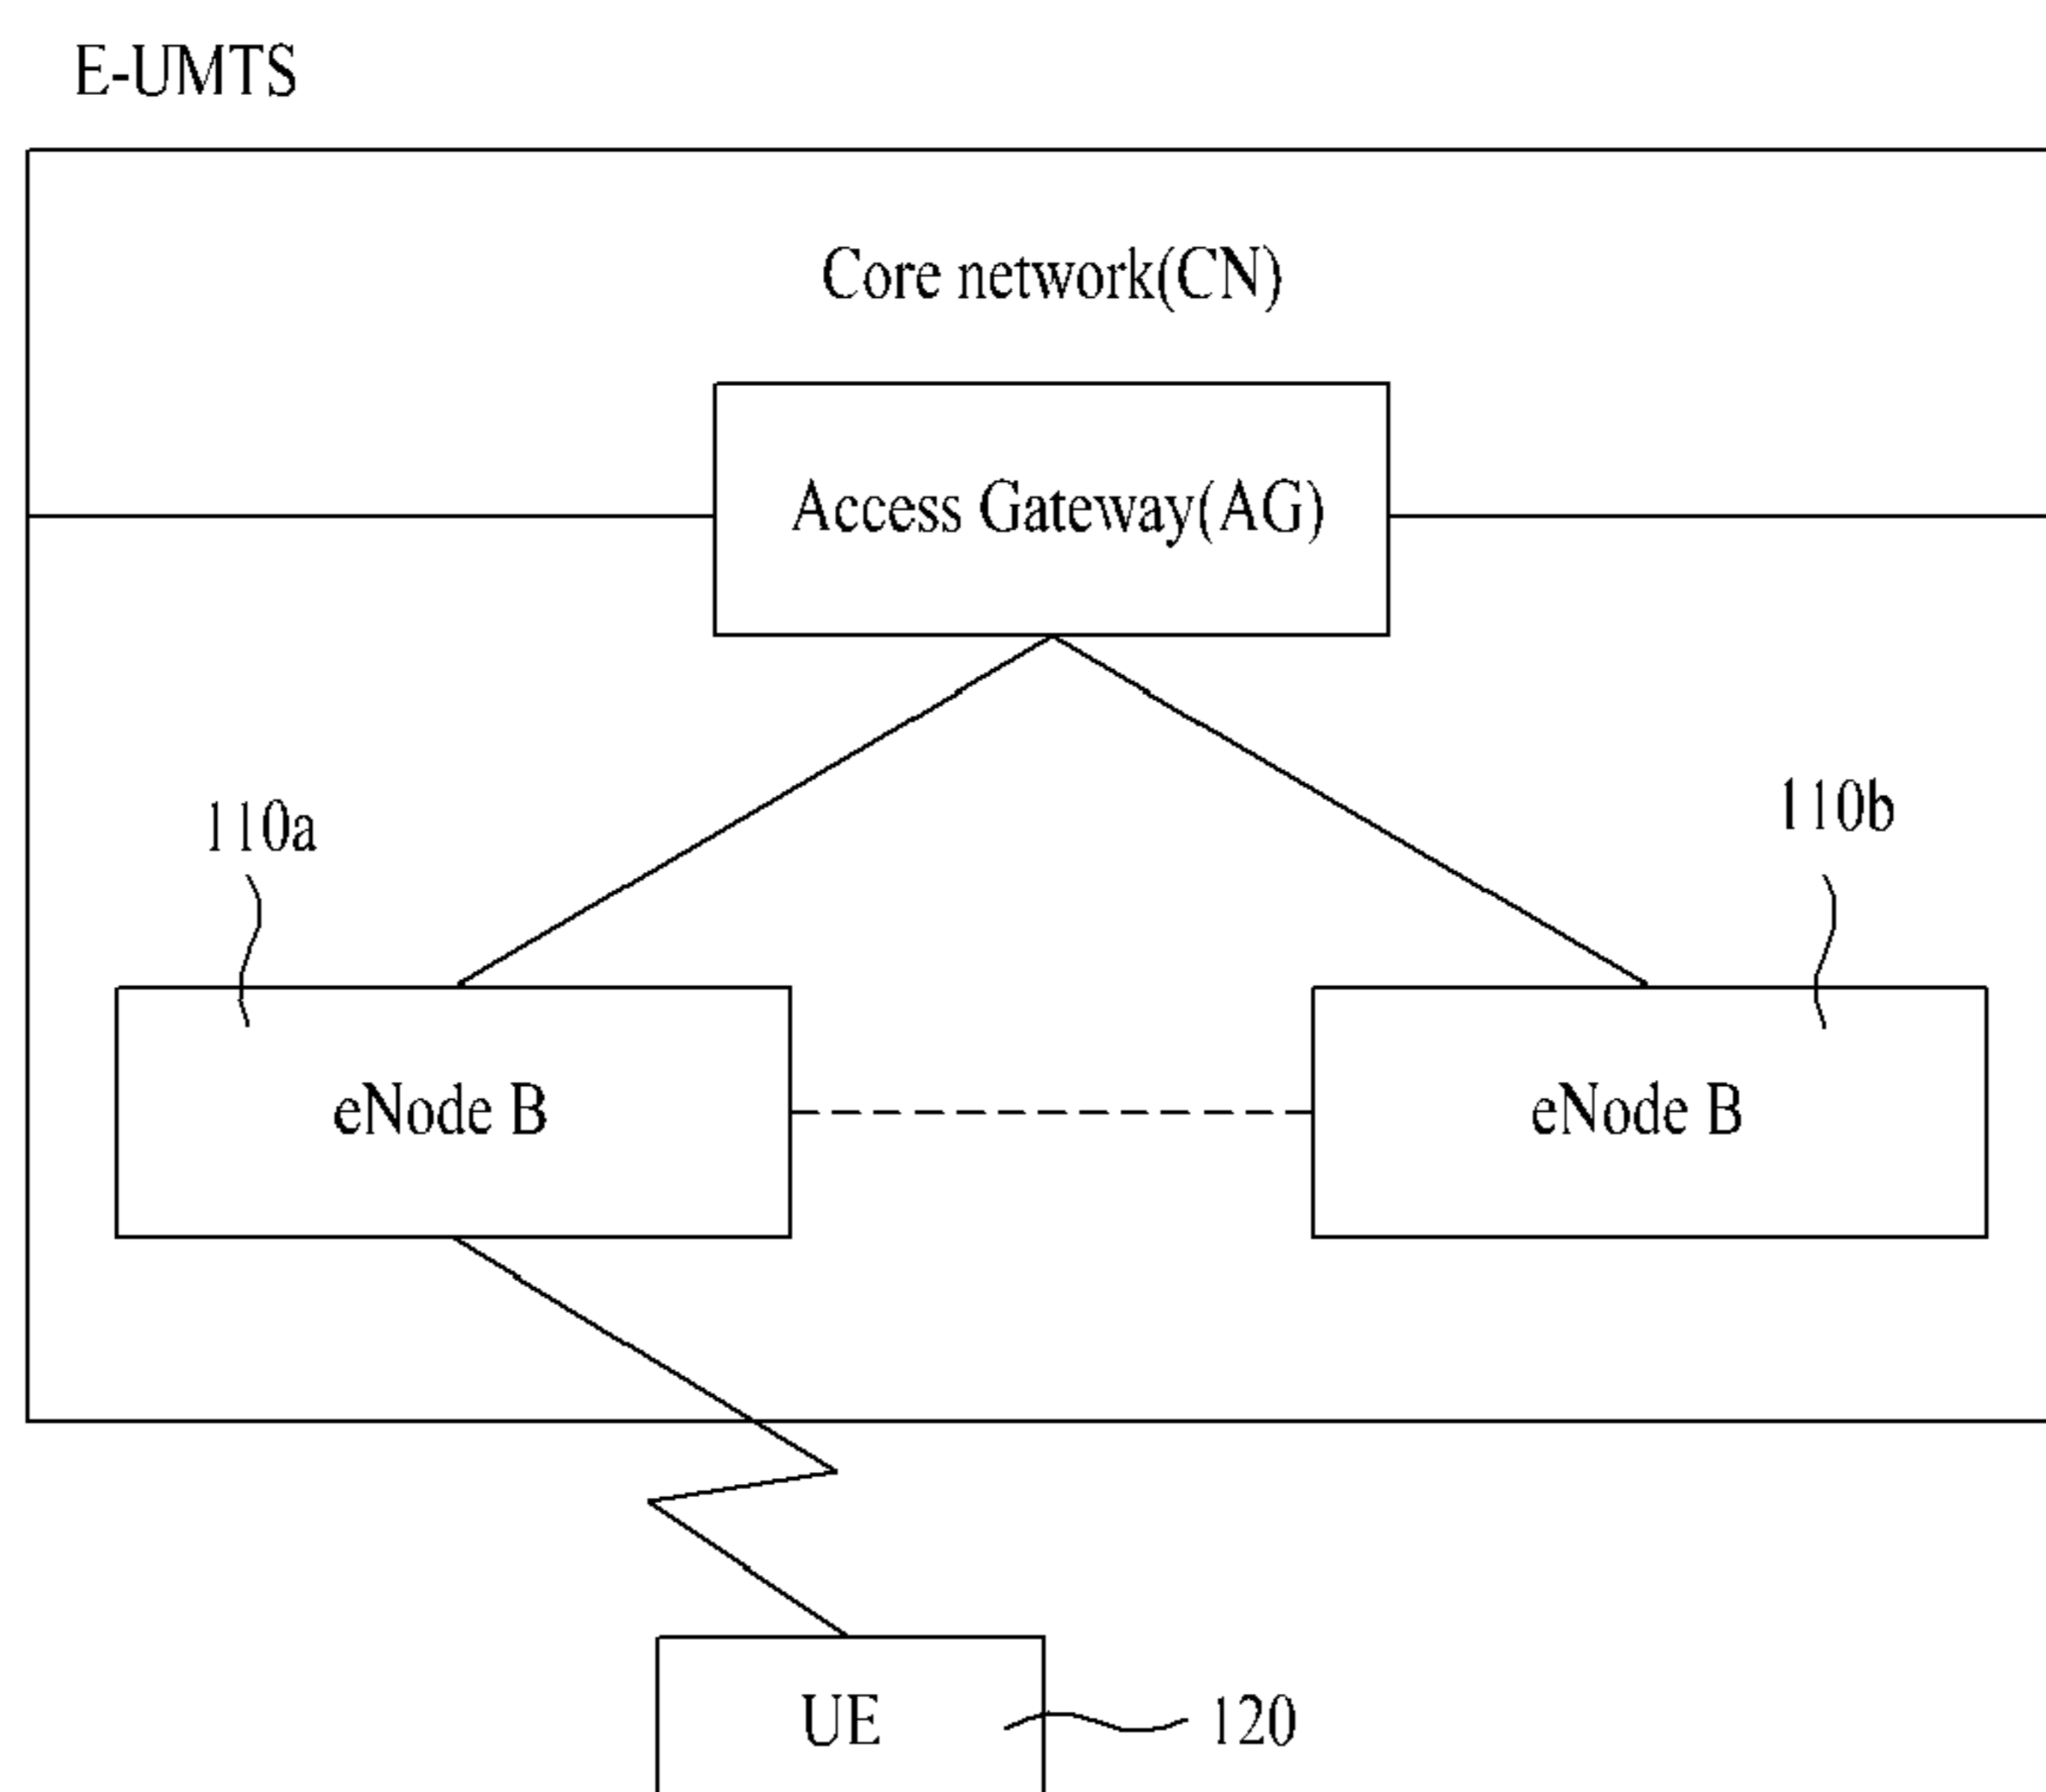 E-UMTS
Core network(CN)
Access Gateway(AG)
110a
110b
eNode B
eNode B
UE
120